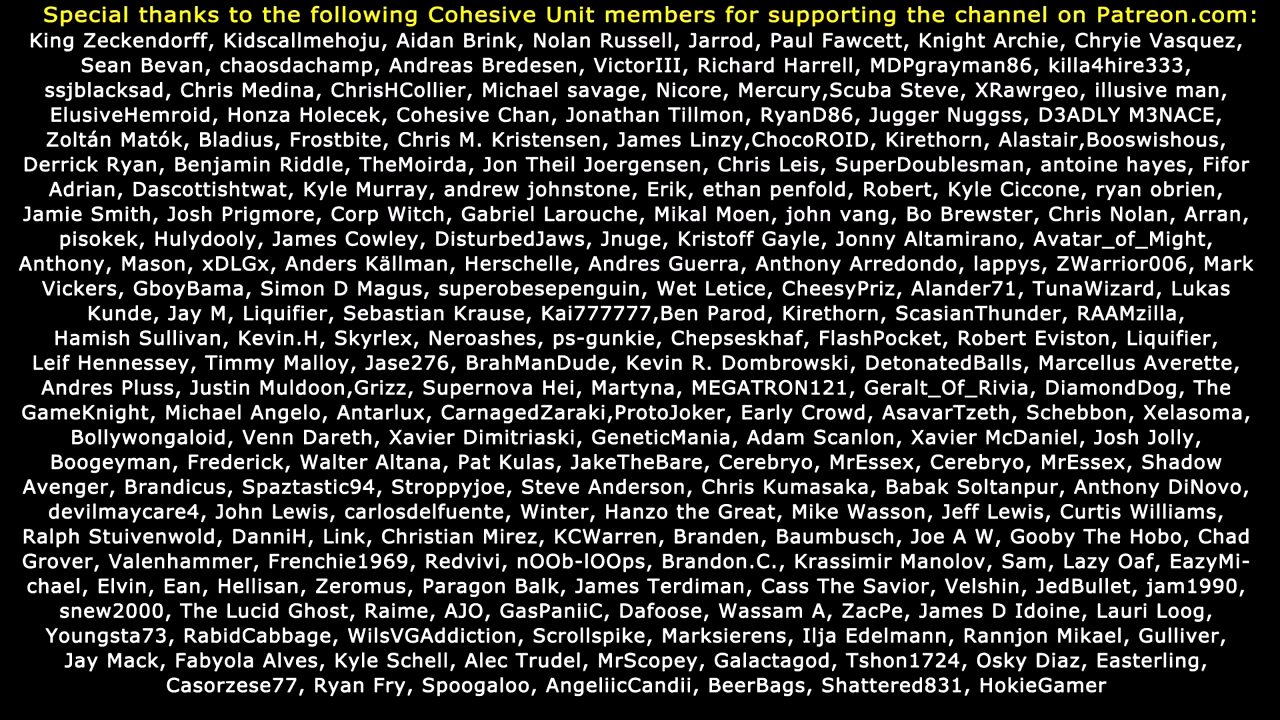 Special thanks to the following Cohesive Unit members for supporting the channel on Patreon.com:
King Zeckendorff, Kidscallmehoju, Aidan Brink, Nolan Russell, Jarrod, Paul Fawcett, Knight Archie, Chryie Vasquez,
Sean Bevan, chaosdachamp, Andreas Bredesen, VictorIII, Richard Harrell, MDPgrayman86, killa4hire333,
ssjblacksad, Chris Medina, ChrisHCollier, Michael savage, Nicore, Mercury,Scuba Steve, XRawrgeo, illusive man,
ElusiveHemroid, Honza Holecek, Cohesive Chan, Jonathan Tillmon, RyanD86, Jugger Nuggss, D3ADLY M3NACE,
Zoltán Matók, Bladius, Frostbite, Chris M. Kristensen, James Linzy,ChocoROID, Kirethorn, Alastair,Booswishous,
Derrick Ryan, Benjamin Riddle, TheMoirda, Jon Theil Joergensen, Chris Leis, SuperDoublesman, antoine hayes, Fifor
Adrian, Dascottishtwat, Kyle Murray, andrew johnstone, Erik, ethan penfold, Robert, Kyle Ciccone, ryan obrien,
Jamie Smith, Josh Prigmore, Corp Witch, Gabriel Larouche, Mikal Moen, john vang, Bo Brewster, Chris Nolan, Arran,
pisokek, Hulydooly, James Cowley, DisturbedJaws, Jnuge, Kristoff Gayle, Jonny Altamirano, Avatar_of_Might,
Anthony, Mason, xDLGx, Anders Källman, Herschelle, Andres Guerra, Anthony Arredondo, lappys, ZWarrior006, Mark
Vickers, GboyBama, Simon D Magus, superobesepenguin, Wet Letice, CheesyPriz, Alander71, TunaWizard, Lukas
Kunde, Jay M, Liquifier, Sebastian Krause, Kai777777,Ben Parod, Kirethorn, ScasianThunder, RAAMzilla,
Hamish Sullivan, Kevin.H, Skyrlex, Neroashes, ps-gunkie, Chepseskhaf, FlashPocket, Robert Eviston, Liquifier,
Leif Hennessey, Timmy Malloy, Jase276, BrahManDude, Kevin R. Dombrowski, DetonatedBalls, Marcellus Averette,
Andres Pluss, Justin Muldoon,Grizz, Supernova Hei, Martyna, MEGATRON121, Geralt_Of_Rivia, DiamondDog, The
GameKnight, Michael Angelo, Antarlux, CarnagedZaraki,ProtoJoker, Early Crowd, AsavarTzeth, Schebbon, Xelasoma,
Bollywongaloid, Venn Dareth, Xavier Dimitriaski, GeneticMania, Adam Scanlon, Xavier McDaniel, Josh Jolly,
Boogeyman, Frederick, Walter Altana, Pat Kulas, JakeTheBare, Cerebryo, MrEssex, Cerebryo, MrEssex, Shadow
Avenger, Brandicus, Spaztastic94, Stroppyjoe, Steve Anderson, Chris Kumasaka, Babak Soltanpur, Anthony DiNovo,
devilmaycare4, John Lewis, carlosdelfuente, Winter, Hanzo the Great, Mike Wasson, Jeff Lewis, Curtis Williams,
Ralph Stuivenwold, DanniH, Link, Christian Mirez, KCWarren, Branden, Baumbusch, Joe A W, Gooby The Hobo, Chad
Grover, Valenhammer, Frenchie1969, Redvivi, nOOb-lOOps, Brandon.C., Krassimir Manolov, Sam, Lazy Oaf, EazyMi-
chael, Elvin, Ean, Hellisan, Zeromus, Paragon Balk, James Terdiman, Cass The Savior, Velshin, JedBullet, jam1990,
snew2000, The Lucid Ghost, Raime, AJO, GasPaniiC, Dafoose, Wassam A, ZacPe, James D Idoine, Lauri Loog,
Youngsta73, RabidCabbage, WilsVGAddiction, Scrollspike, Marksierens, Ilja Edelmann, Rannjon Mikael, Gulliver,
Jay Mack, Fabyola Alves, Kyle Schell, Alec Trudel, MrScopey, Galactagod, Tshon1724, Osky Diaz, Easterling,
Casorzese77, Ryan Fry, Spoogaloo, AngeliicCandii, BeerBags, Shattered831, HokieGamer